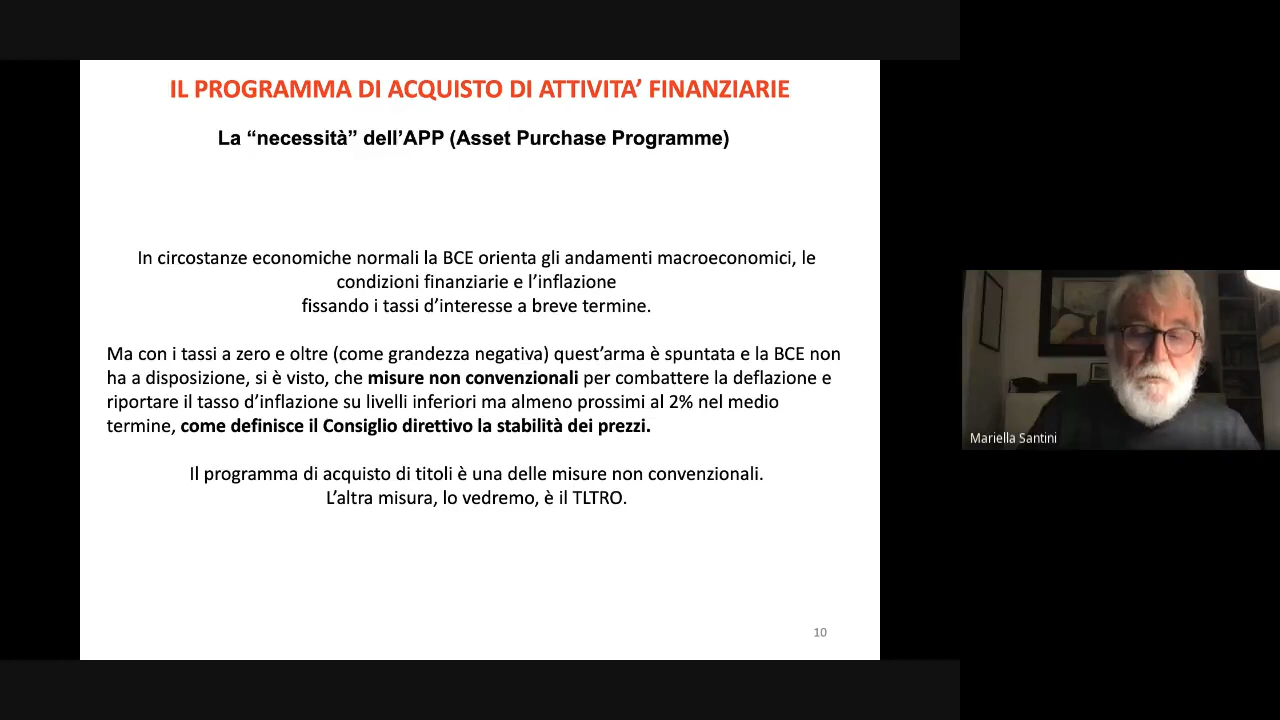 IL PROGRAMMA DI ACQUISTO DI ATTIVITA’ FINANZIARIE
La “necessità” dell’APP (Asset Purchase Programme)
In circostanze economiche normali la BCE orienta gli andamenti macroeconomici, le
condizioni finanziarie e l’inflazione
fissando i tassi d’interesse a breve termine.
Ma con i tassi a zero e oltre (come grandezza negativa) quest’arma è spuntata e la BCE non
ha a disposizione, si è visto, che misure non convenzionali per combattere la deflazione e
riportare il tasso d’inflazione su livelli inferiori ma almeno prossimi al 2% nel medio
termine, come definisce il Consiglio direttivo la stabilità dei prezzi.
Il programma di acquisto di titoli è una delle misure non convenzionali.
L’altra misura, lo vedremo, è il TLTRO.
10
Mariella Santini